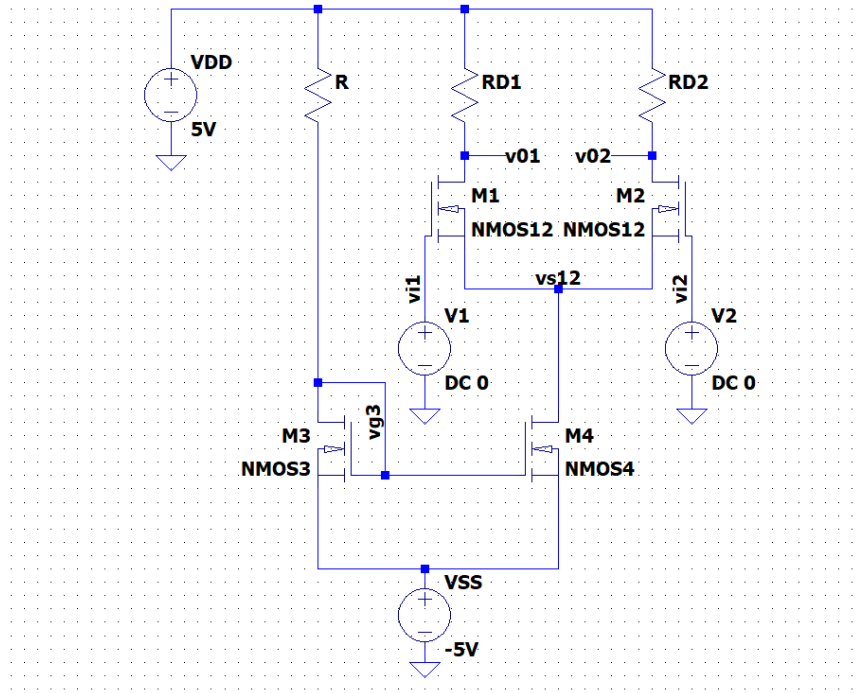 VDD
5V
R
RD1
RD2
v01
v02
M1
NMOS12
M2
NMOS12
vs12
vi1
vi2
V1
DC 0
V2
DC 0
M3
NMOS3
vg3
M4
NMOS4
VSS
-5V